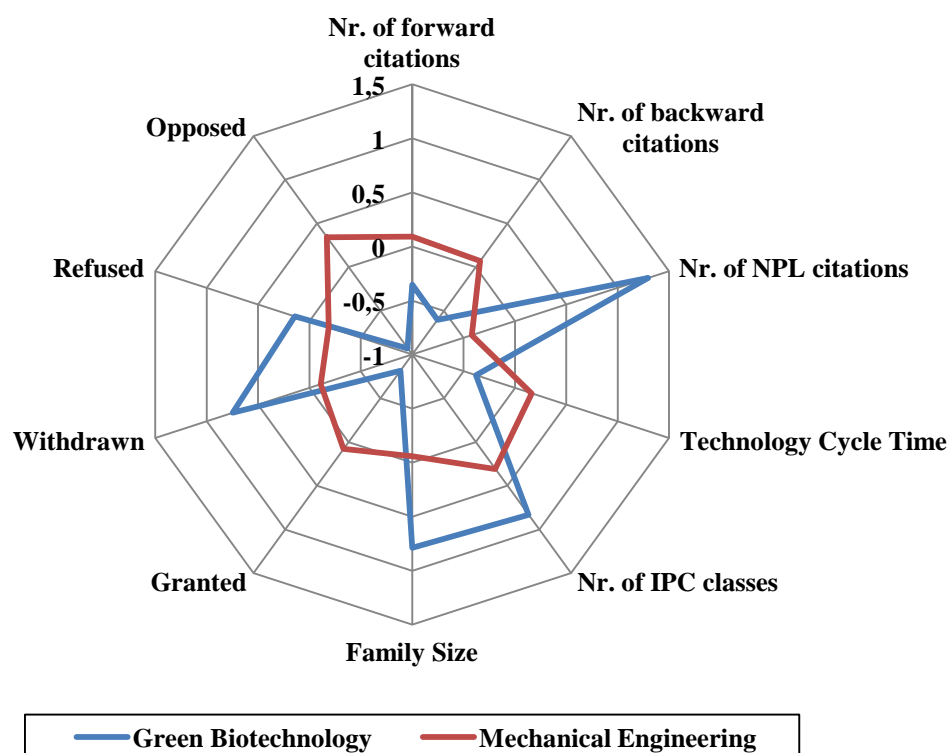 Nr. of forward
citations
1,5
Nr. of backward
citations
Opposed
1
0,5
0
Refused
Nr. of NPL citations
-0,5
-1
Withdrawn
Technology Cycle Time
Granted
Nr. of IPC classes
Family Size
Green Biotechnology
Mechanical Engineering